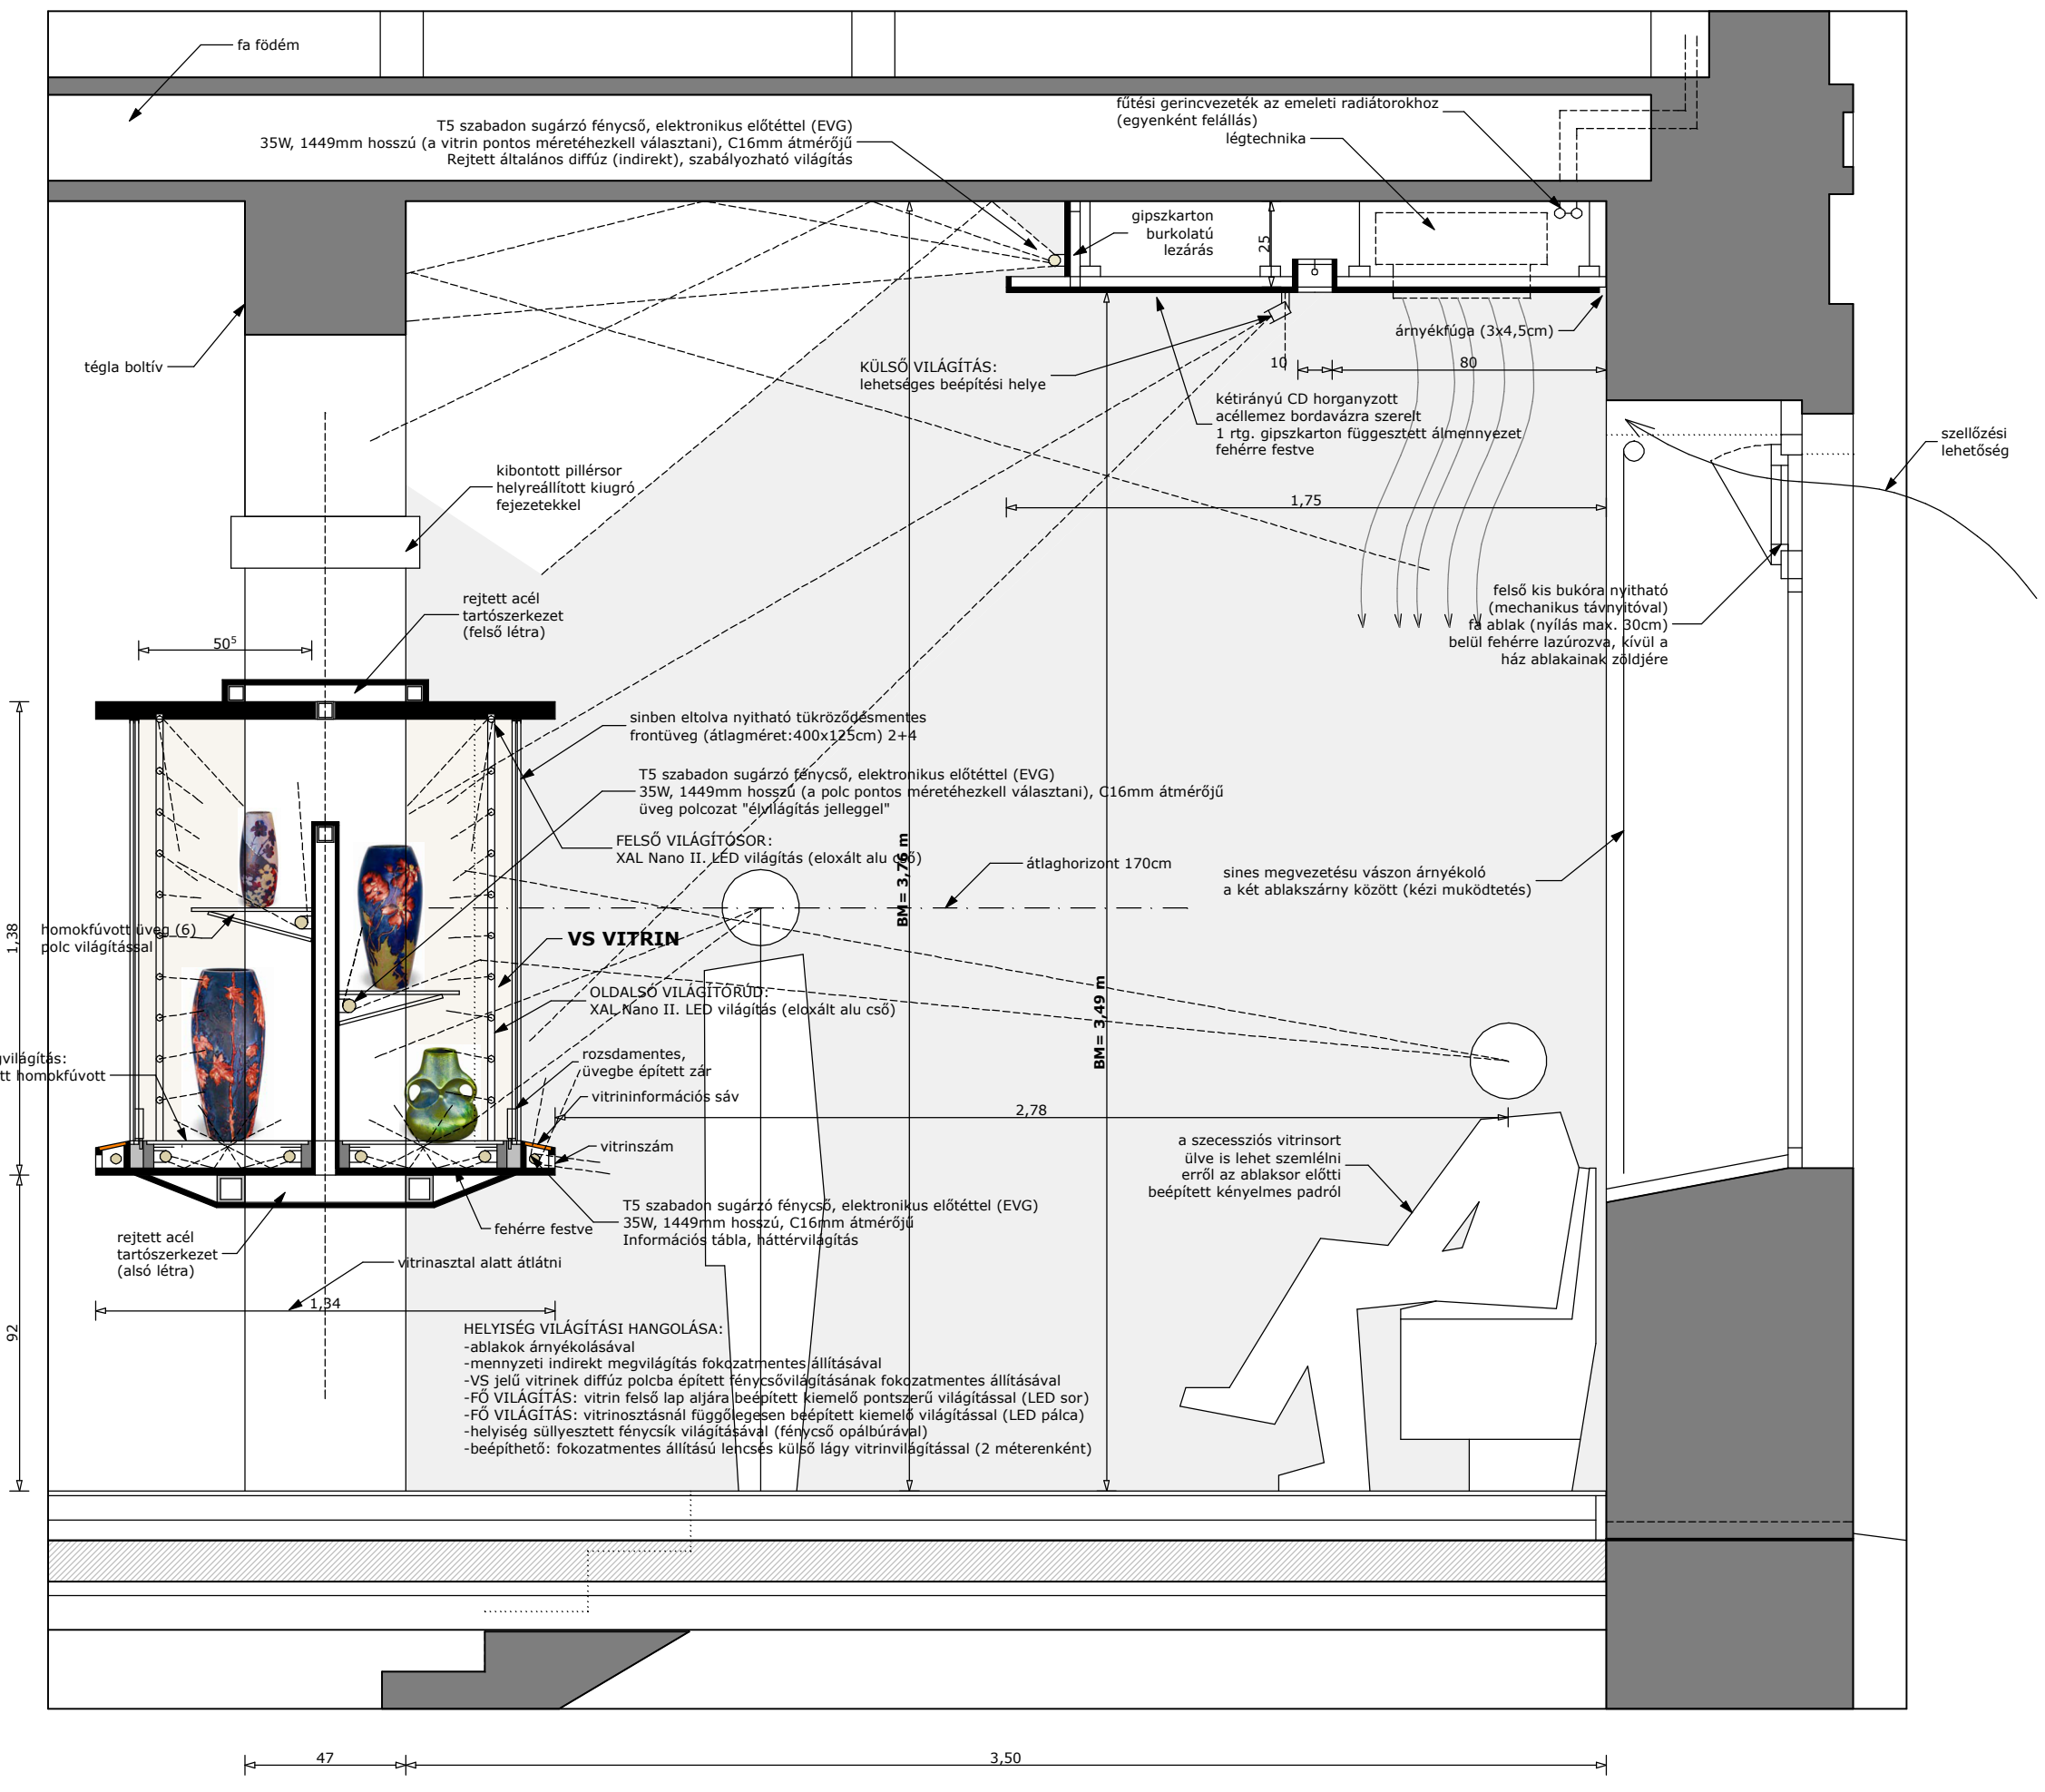 fa födém
T5 szabadon sugárzó fénycső, elektronikus előtéttel (EVG)
35W, 1449mm hosszú (a vitrin pontos méretéhezkell választani), C16mm átmérőjű
Rejtett általános diffúz (indirekt), szabályozható világítás
fűtési gerincvezeték az emeleti radiátorokhoz
(egyenként felállás)
légtechnika
gipszkarton
burkolatú
lezárás
25
árnyékfúga (3x4,5cm)
tégla boltív
KÜLSŐ VILÁGÍTÁS:
lehetséges beépítési helye
10
80
kétirányú CD horganyzott
acéllemez bordavázra szerelt
1 rtg. gipszkarton függesztett álmennyezet
fehérre festve
szellőzési
lehetőség
kibontott pillérsor
helyreállított kiugró
fejezetekkel
1,75
rejtett acél
tartószerkezet
(felső létra)
felső kis bukóra nyitható
(mechanikus távnyitóval)
fa ablak (nyílás max. 30cm)
belül fehérre lazúrozva, kívül a
ház ablakainak zöldjére
50⁵
sinben eltolva nyitható tükröződésmentes
frontüveg (átlagméret:400x125cm) 2+4
T5 szabadon sugárzó fénycső, elektronikus előtéttel (EVG)
35W, 1449mm hosszú (a polc pontos méretéhezkell választani), C16mm átmérőjű
üveg polcozat "élvilágítás jelleggel"
FELSŐ VILÁGÍTÓSOR:
XAL Nano II. LED világítás (eloxált alu cső)
BM= 3,76 m
átlaghorizont 170cm
sines megvezetésu vászon árnyékoló
a két ablakszárny között (kézi muködtetés)
1,38
homokfúvott üveg (6)
polc világítással
VS VITRIN
OLDALSÓ VILÁGÍTÓRÚD:
XAL Nano II. LED világítás (eloxált alu cső)
BM= 3,49 m
világítás:
tt homokfúvott
rozsdamentes,
üvegbe épített zár
vitrininformációs sáv
2,78
vitrinszám
a szecessziós vitrinsort
ülve is lehet szemlélni
erről az ablaksor előtti
beépített kényelmes padról
T5 szabadon sugárzó fénycső, elektronikus előtéttel (EVG)
35W, 1449mm hosszú, C16mm átmérőjű
Információs tábla, háttérvilágítás
fehérre festve
rejtett acél
tartószerkezet
(alsó létra)
vitrinasztal alatt átlátni
1,34
92
HELYISÉG VILÁGÍTÁSI HANGOLÁSA:
-ablakok árnyékolásával
-mennyzeti indirekt megvilágítás fokozatmentes állításával
-VS jelű vitrinek diffúz polcba épített fénycsővilágításának fokozatmentes állításával
-FŐ VILÁGÍTÁS: vitrin felső lap aljára beépített kiemelő pontszerű világítással (LED sor)
-FŐ VILÁGÍTÁS: vitrinosztásnál függőlegesen beépített kiemelő világítással (LED pálca)
-helyiség süllyesztett fénycsík világításával (fénycső opálbúrával)
-beépíthető: fokozatmentes állítású lencsés külső lágy vitrinvilágítással (2 méterenként)
47
3,50